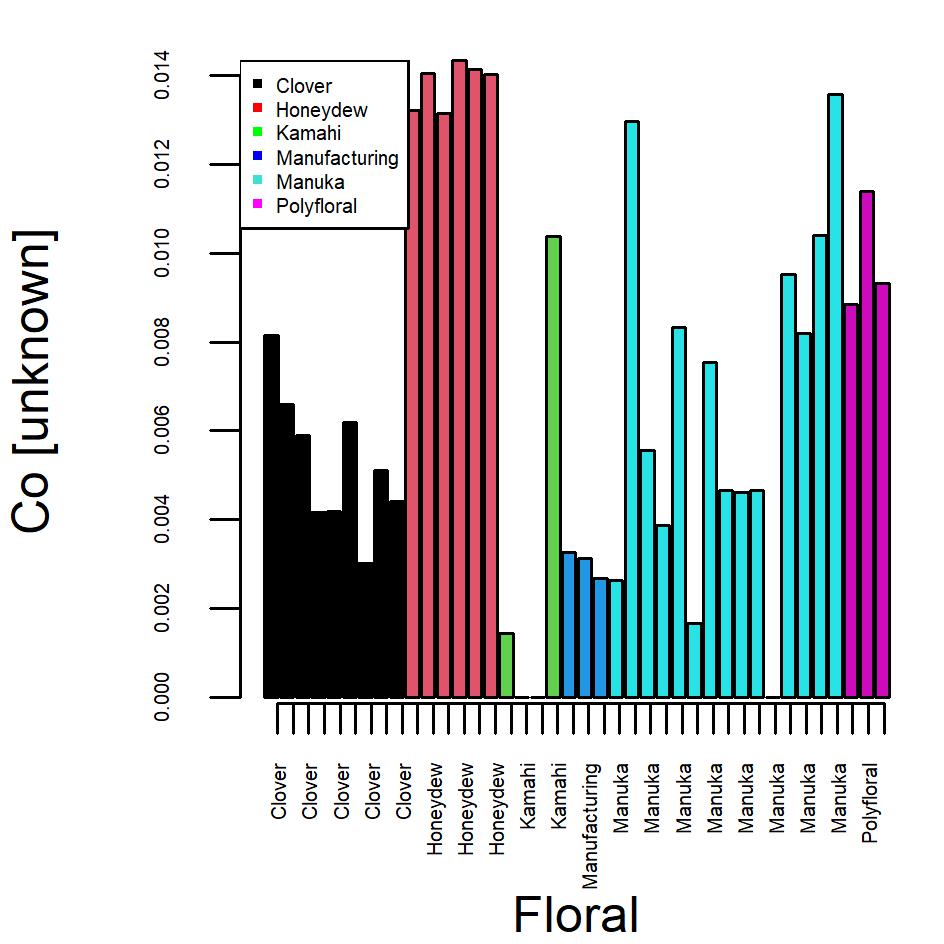 Co [unknown]
0.014
0.012
0.010
0.008
0.006
0.004
0.002
0.000
Clover
Honeydew
Kamahi
Manufacturing
Manuka
Polyfloral
Clover
Clover
Clover
Clover
Clover
Honeydew
Honeydew
Honeydew
Kamahi
Kamahi
Manufacturing
Manuka
Manuka
Manuka
Manuka
Manuka
Manuka
Manuka
Manuka
Polyfloral
Floral